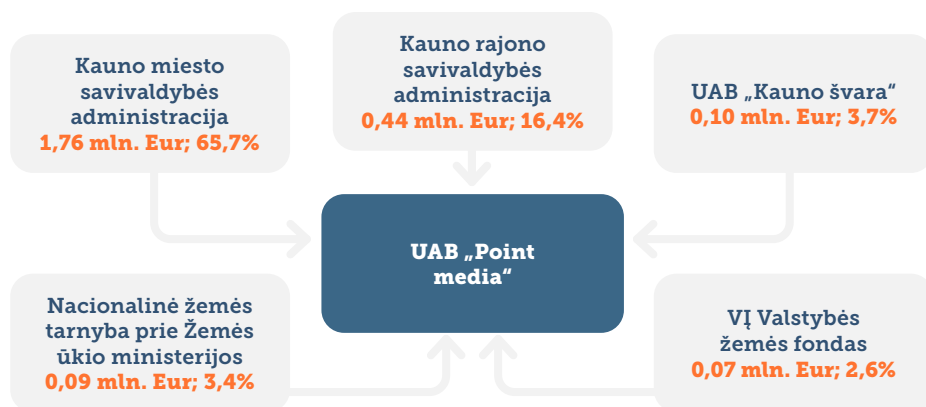 Kauno miesto
savivaldybės
administracija
1,76 mln. Eur; 65,7%
Kauno rajono
savivaldybės
administracija
0,44 mln. Eur; 16,4%
UAB „Kauno švara“
0,10 mln. Eur; 3,7%
UAB „Point
media“
Nacionalinė žemės
tarnyba prie Žemės
ūkio ministerijos
0,09 mln. Eur; 3,4%
VĮ Valstybės
žemės fondas
0,07 mln. Eur; 2,6%